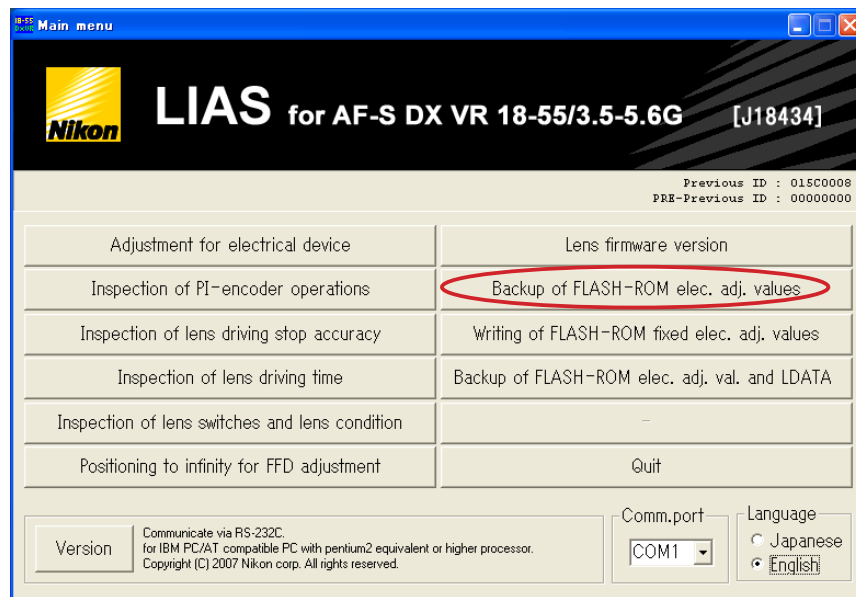 18-55
DXVR
Main menu
Nikon
LIAS for AF-S DX VR 18-55/3.5-5.6G [J18434]
Previous ID : 015C0008
PRE-Previous ID : 00000000
Adjustment for electrical device
Lens firmware version
Inspection of PI-encoder operations
Backup of FLASH-ROM elec. adj. values
Inspection of lens driving stop accuracy
Writing of FLASH-ROM fixed elec. adj. values
Inspection of lens driving time
Backup of FLASH-ROM elec. adj. val. and LDATA
Inspection of lens switches and lens condition
-
Positioning to infinity for FFD adjustment
Quit
Version
Communicate via RS-232C.
for IBM PC/AT compatible PC with pentium2 equivalent or higher processor.
Copyright (C) 2007 Nikon corp. All rights reserved.
Comm.port
COM1
Language
Japanese
English